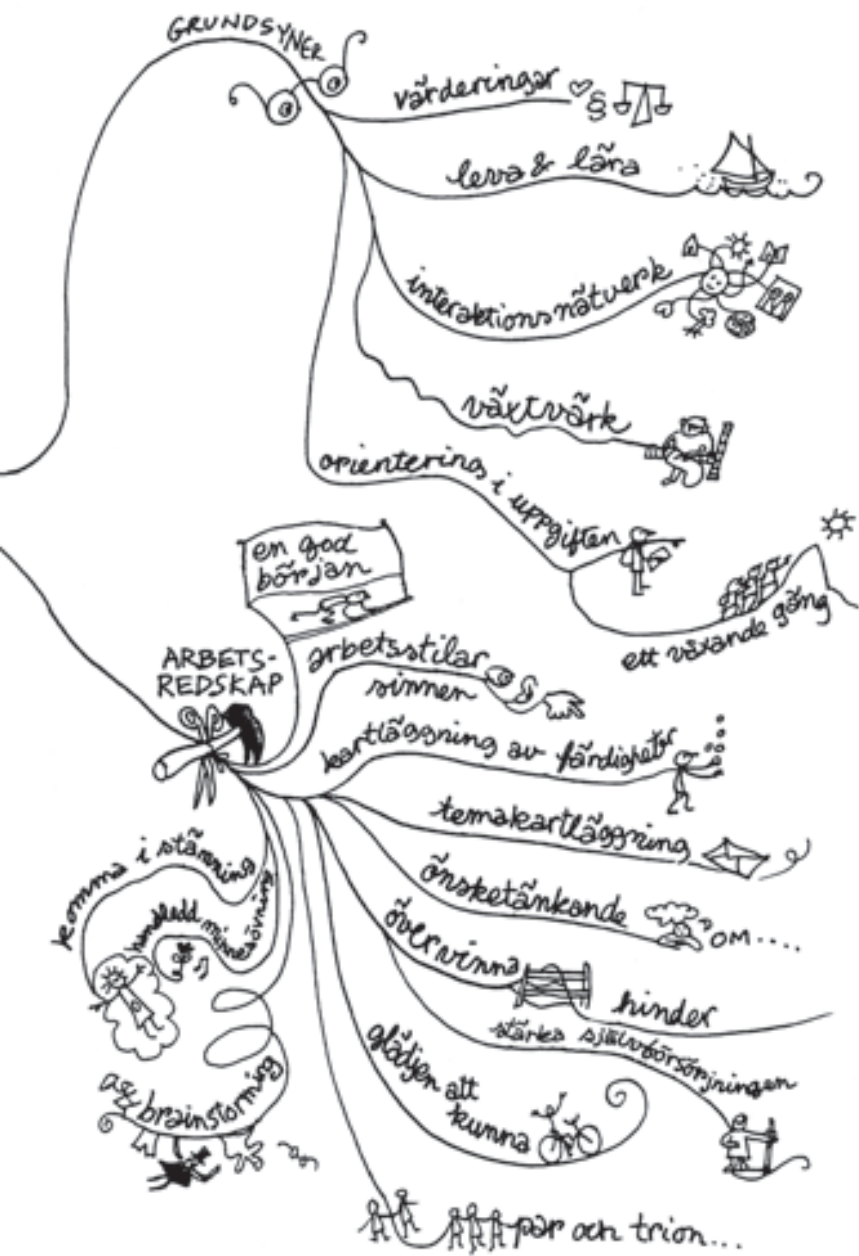 GRUNDSYNER
värderingar
§
leva & lära
interaktionsnätverk
växtvärk
orientering i uppgiften
ett växande gäng
en god
början
ARBETS-
REDSKAP
arbetsstilar
sinnen
kartläggning av färdigheter
temakartläggning
önsketänkande
OM....
övervinna
hinder
stärka självförsörjningen
glädjen att
kunna
par och trion...
komma i stämning
handledd minnesövning
brainstorming